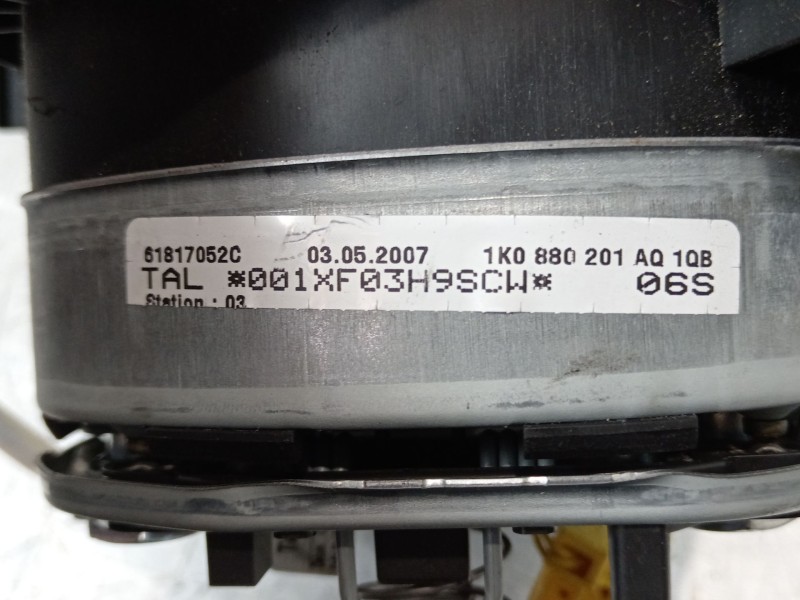 61817052C 03.05.2007 1K0 880 201 AQ 1QB
TAL *001XF03H9SCW* 06S
Station : 03